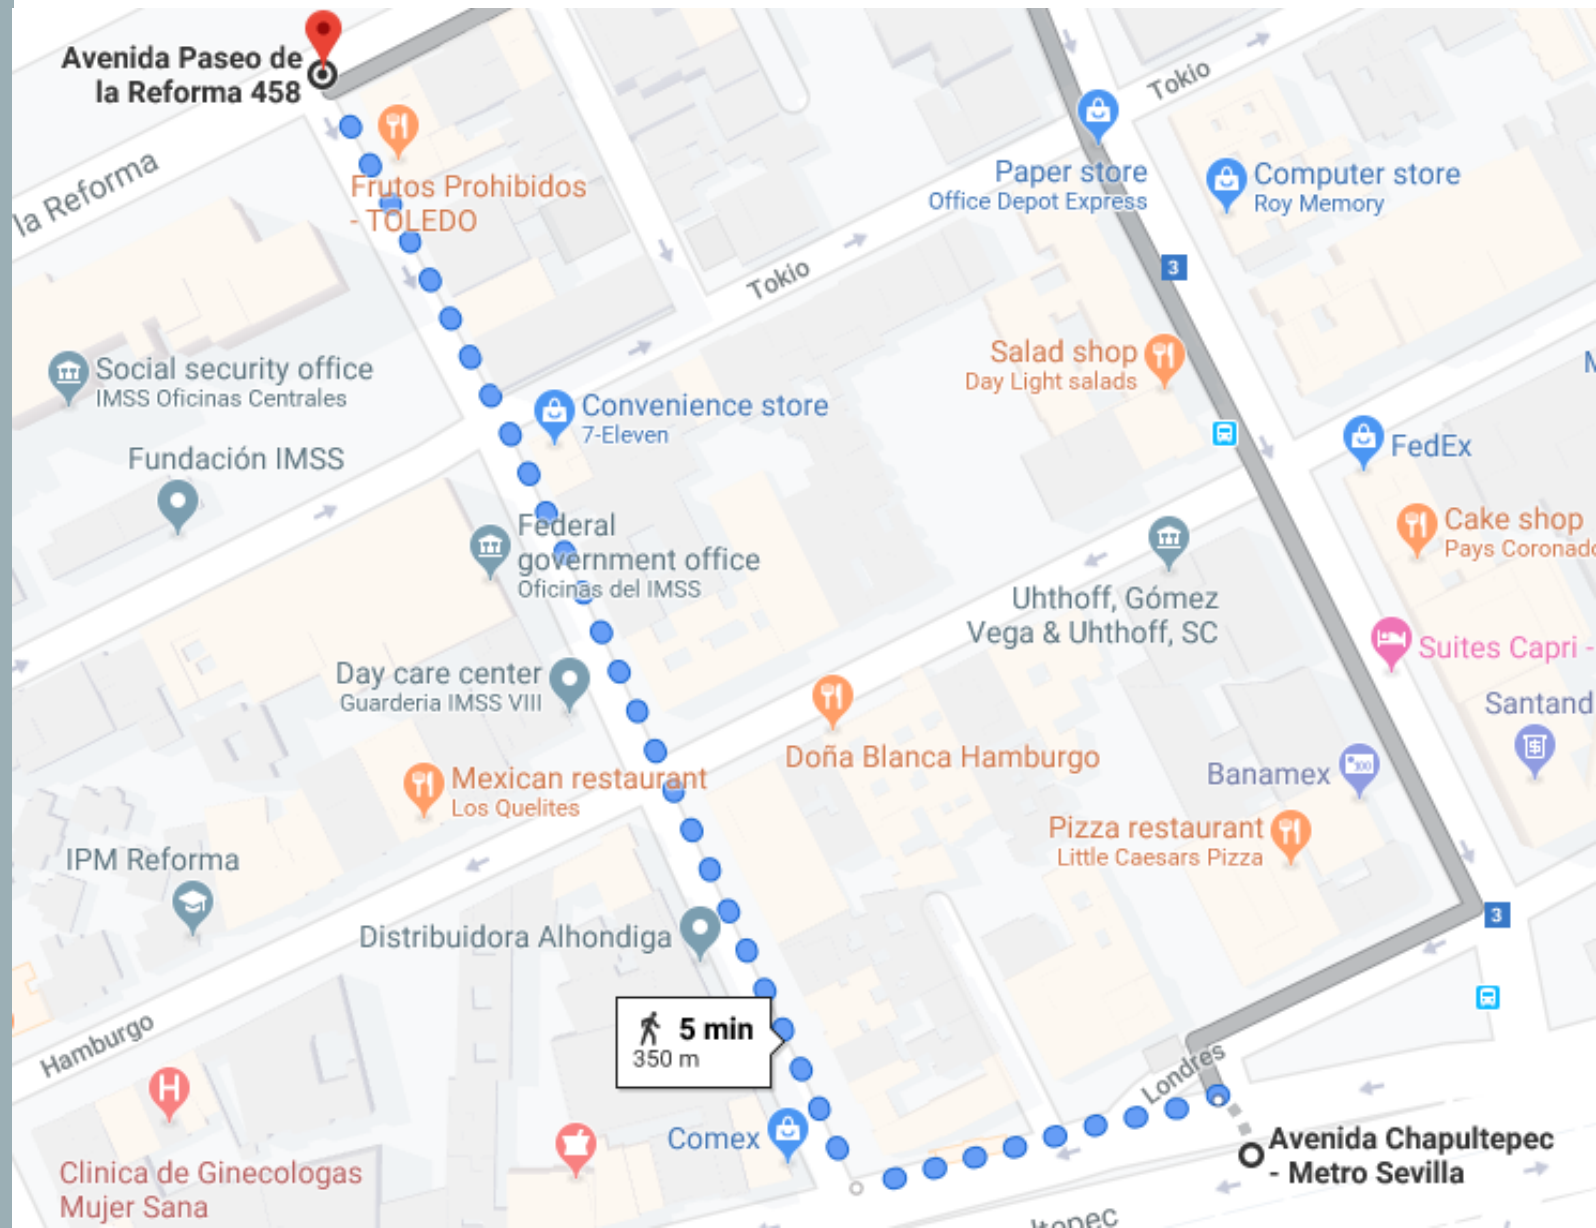 Avenida Paseo de
la Reforma 458
la Reforma
Frutos Prohibidos
- TOLEDO
Tokio
Paper store
Office Depot Express
Computer store
Roy Memory
3
Tokio
Social security office
IMSS Oficinas Centrales
Salad shop
Day Light salads
Convenience store
7-Eleven
Fundación IMSS
FedEx
Federal
government office
Oficinas del IMSS
Cake shop
Pays Coronado
Uhthoff, Gómez
Vega & Uhthoff, SC
Suites Capri -
Day care center
Guarderia IMSS VIII
Santand
Doña Blanca Hamburgo
Banamex
Mexican restaurant
Los Quelites
Pizza restaurant
Little Caesars Pizza
IPM Reforma
3
Distribuidora Alhondiga
5 min
350 m
Hamburgo
Londres
Comex
Avenida Chapultepec
- Metro Sevilla
Clinica de Ginecologas
Mujer Sana